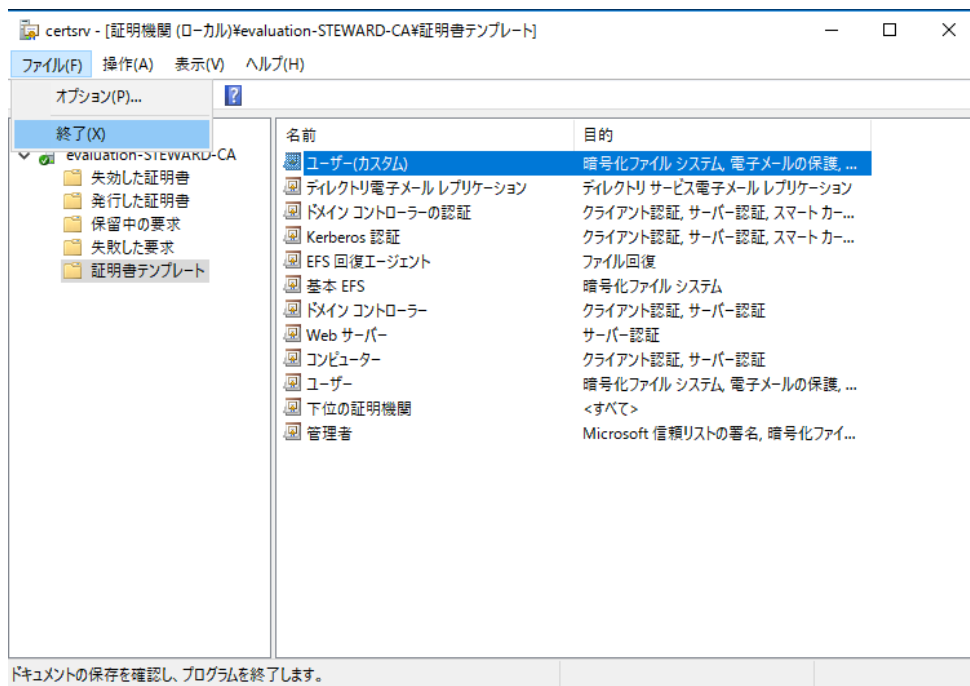 certsrv - [証明機関 (ローカル)¥evaluation-STEWARD-CA¥証明書テンプレート]
ファイル(F) 操作(A) 表示(V) ヘルプ(H)
オプション(P)...
終了(X)
evaluation-STEWARD-CA
失効した証明書
発行した証明書
保留中の要求
失敗した要求
証明書テンプレート
名前 目的
ユーザー(カスタム) 暗号化ファイル システム, 電子メールの保護, ...
ディレクトリ電子メール レプリケーション ディレクトリ サービス電子メール レプリケーション
ドメイン コントローラーの認証 クライアント認証, サーバー認証, スマート カー...
Kerberos 認証 クライアント認証, サーバー認証, スマート カー...
EFS 回復エージェント ファイル回復
基本 EFS 暗号化ファイル システム
ドメイン コントローラー クライアント認証, サーバー認証
Web サーバー サーバー認証
コンピューター クライアント認証, サーバー認証
ユーザー 暗号化ファイル システム, 電子メールの保護, ...
下位の証明機関 <すべて>
管理者 Microsoft 信頼リストの署名, 暗号化ファイ...
ドキュメントの保存を確認し、プログラムを終了します。